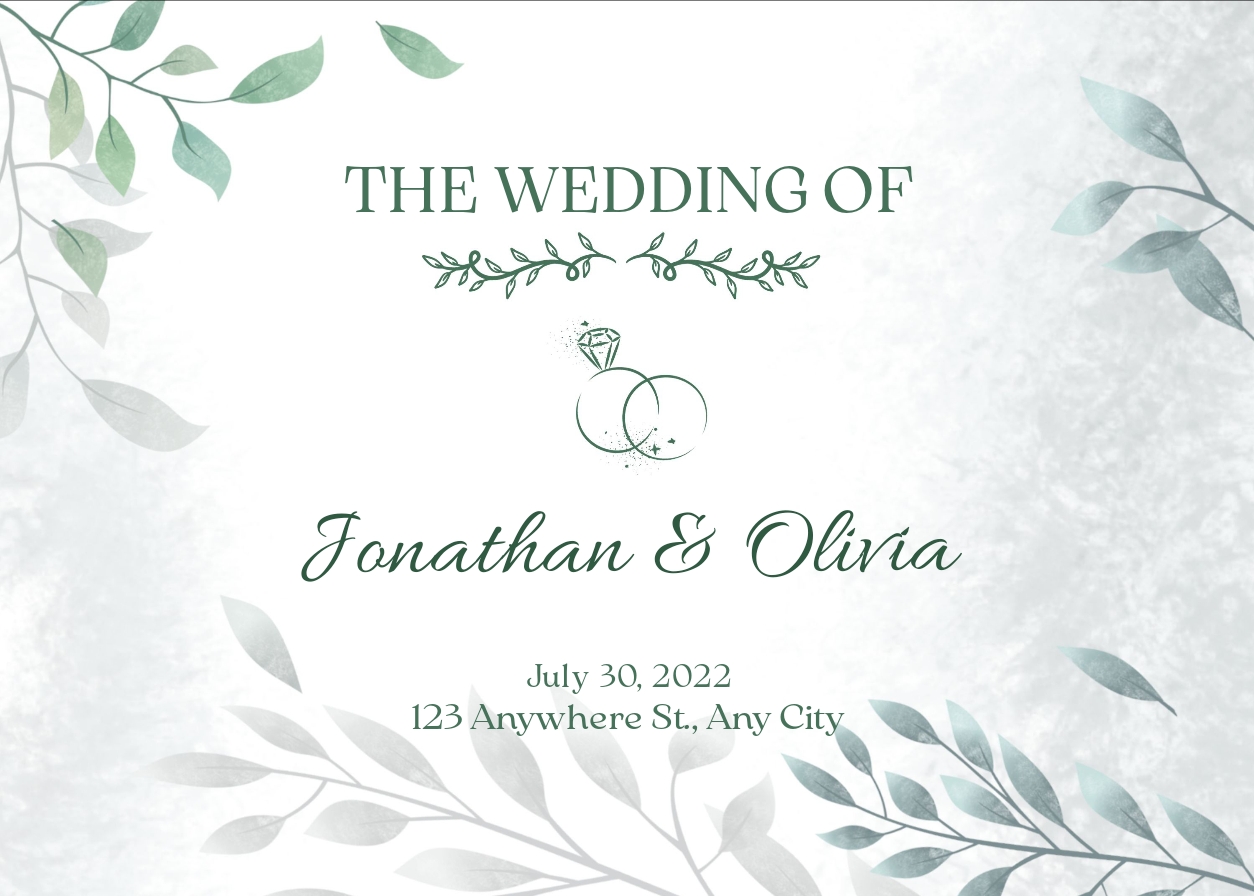 THE WEDDING OF
Jonathan & Olivia
July 30, 2022
123 Anywhere St., Any City